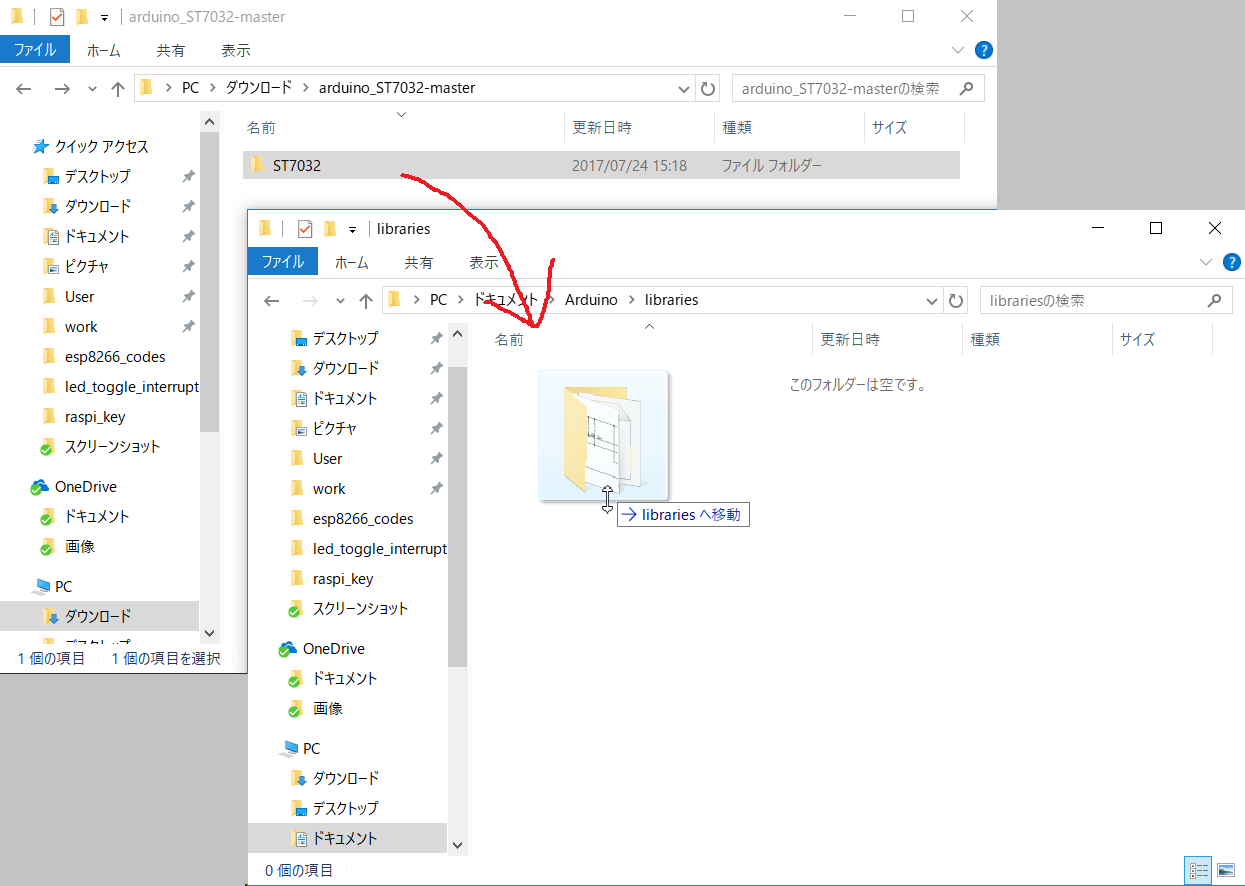 arduino_ST7032-master
ファイル ホーム 共有 表示
PC ダウンロード arduino_ST7032-master arduino_ST7032-masterの検索
名前 更新日時 種類 サイズ
ST7032 2017/07/24 15:18 ファイル フォルダー
クイック アクセス
デスクトップ
ダウンロード
ドキュメント
ピクチャ
User
work
esp8266_codes
led_toggle_interrupt
raspi_key
スクリーンショット
OneDrive
ドキュメント
画像
PC
ダウンロード
デスクトップ
1 個の項目 1 個の項目を選択
libraries
ファイル ホーム 共有 表示
PC ドキュメント Arduino libraries librariesの検索
名前 更新日時 種類 サイズ
このフォルダーは空です。
libraries へ移動
デスクトップ
ダウンロード
ドキュメント
ピクチャ
User
work
esp8266_codes
led_toggle_interrupt
raspi_key
スクリーンショット
OneDrive
ドキュメント
画像
PC
ダウンロード
デスクトップ
ドキュメント
0 個の項目